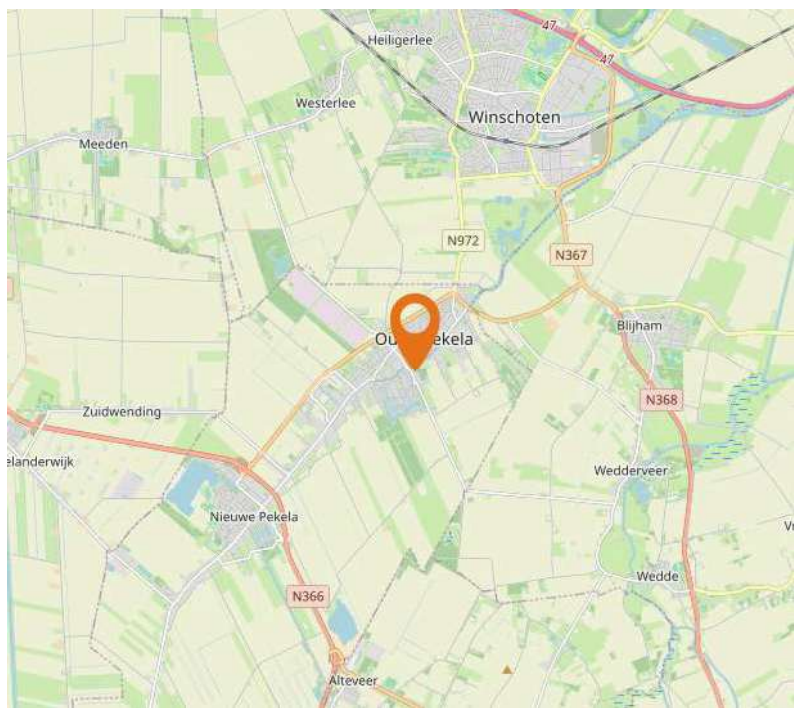 47
Heiligerlee
47
Westerlee
Winschoten
Meeden
N972
N367
Blijham
Zuidwending
N368
elanderwijk
Wedderveer
Nieuwe Pekela
Wedde
N366
Alteveer